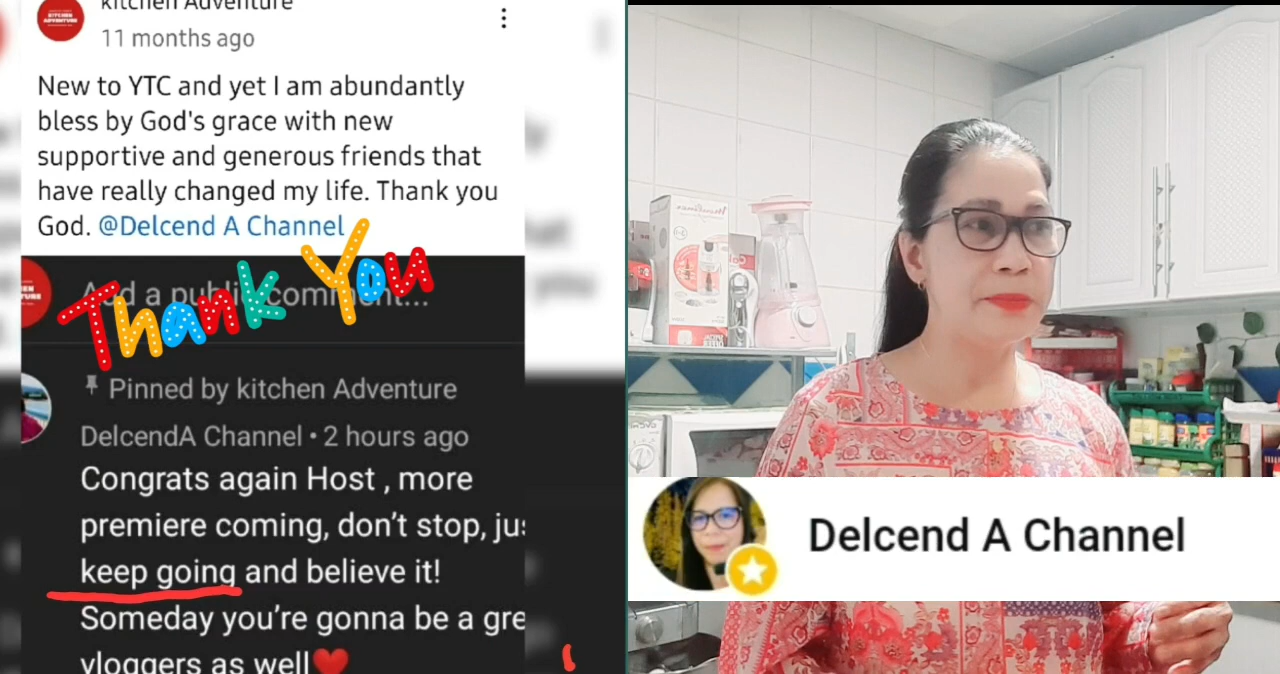 kitchen Adventure
11 months ago
New to YTC and yet I am abundantly
bless by God's grace with new
supportive and generous friends that
have really changed my life. Thank you
God. @Delcend A Channel
Thank You
Add a public comment...
Pinned by kitchen Adventure
DelcendA Channel • 2 hours ago
Congrats again Host , more
premiere coming, don't stop, jus
keep going and believe it!
Someday you're gonna be a gre
vloggers as well❤
Delcend A Channel